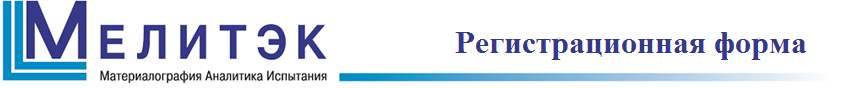 МЕЛИТЭК
Материалография Аналитика Испытания
Регистрационная форма